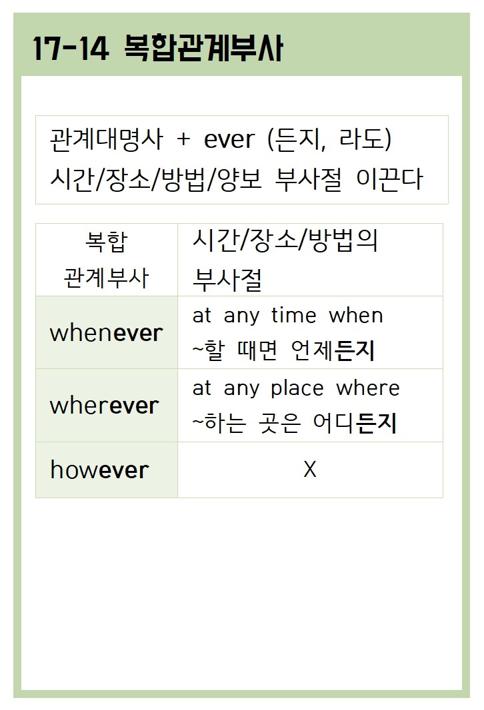 17-14 복합관계부사
관계대명사 + ever (든지, 라도)
시간/장소/방법/양보 부사절 이끈다
복합
관계부사
시간/장소/방법의
부사절
whenever
at any time when
~할 때면 언제든지
wherever
at any place where
~하는 곳은 어디든지
however
X